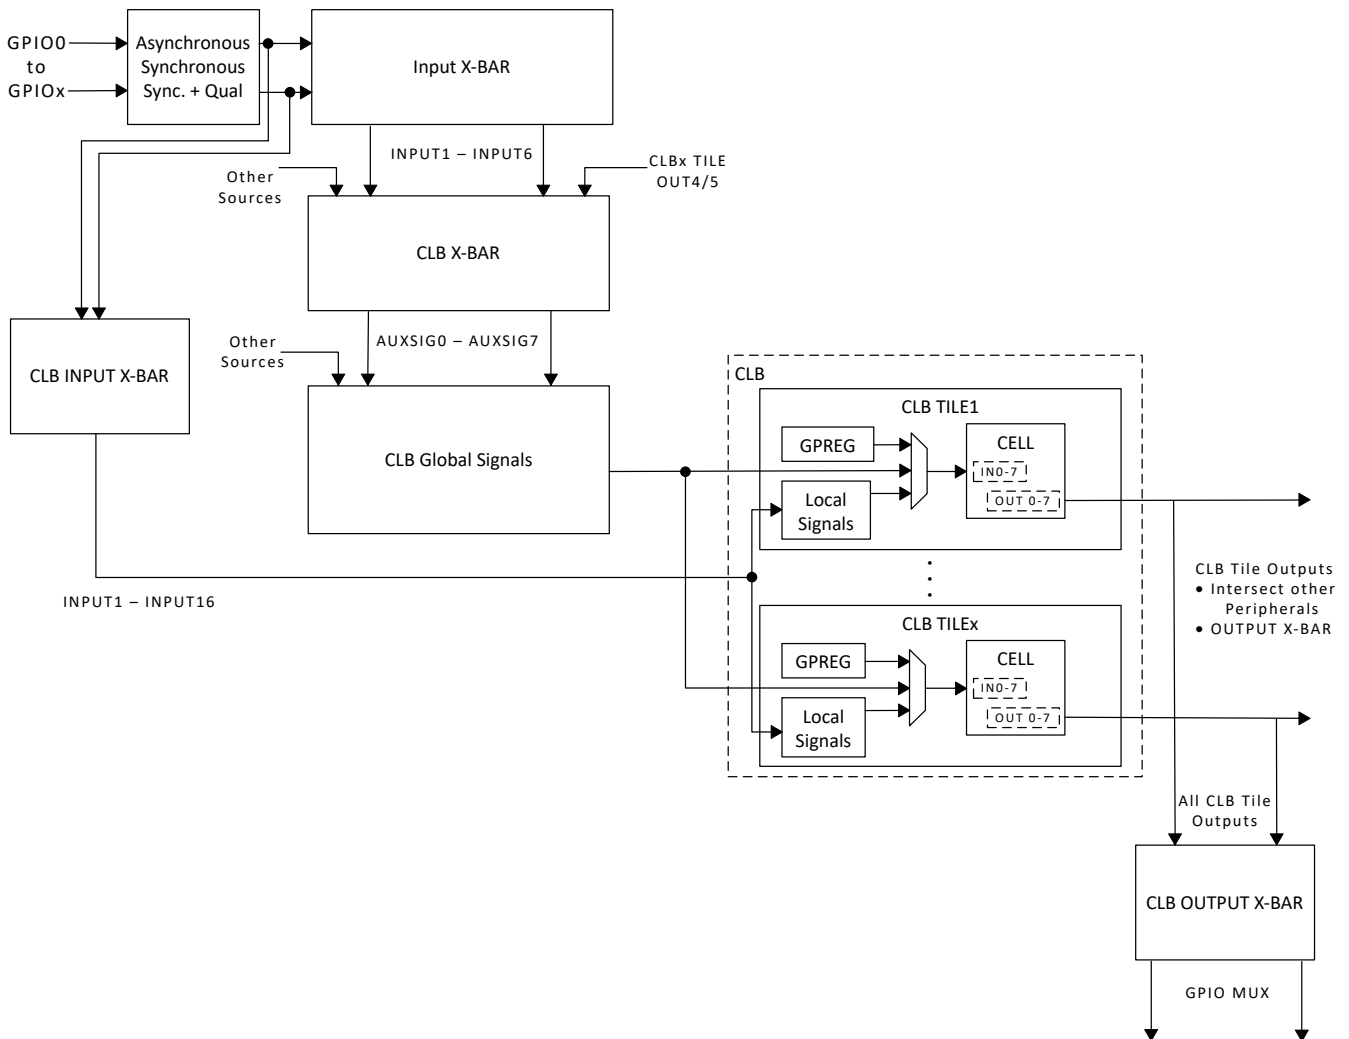 GPIO0
to
GPIOx
Asynchronous
Synchronous
Sync. + Qual
Input X-BAR
INPUT1 – INPUT6
Other
Sources
CLBx TILE
OUT4/5
CLB X-BAR
AUXSIG0 – AUXSIG7
Other
Sources
CLB INPUT X-BAR
CLB Global Signals
INPUT1 – INPUT16
CLB
CLB TILE1
GPREG
Local
Signals
CELL
IN0-7
OUT 0-7
CLB TILEx
GPREG
Local
Signals
CELL
IN0-7
OUT 0-7
CLB Tile Outputs
• Intersect other
Peripherals
• OUTPUT X-BAR
All CLB Tile
Outputs
CLB OUTPUT X-BAR
GPIO MUX